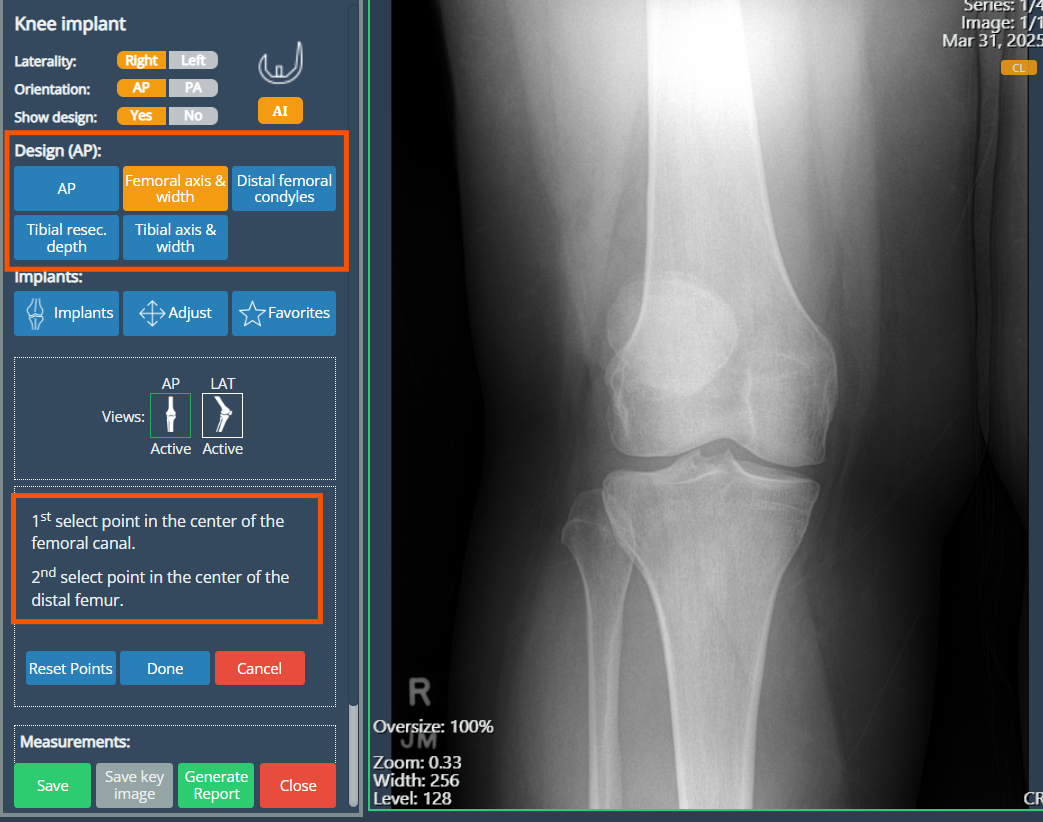 Knee implant
Laterality: Right Left
Orientation: AP PA
Show design: Yes No
AI
Design (AP):
AP
Femoral axis & width
Distal femoral condyles
Tibial resec. depth
Tibial axis & width
Implants:
Implants Adjust Favorites
AP LAT
Views:
Active Active
1st select point in the center of the
femoral canal.
2nd select point in the center of the
distal femur.
Reset Points Done Cancel
Measurements:
Save
Save key image
Generate Report
Close
Series: 1/4
Image: 1/1
Mar 31, 2025
CL
R
JM
Oversize: 100%
Zoom: 0.33
Width: 256
Level: 128
CR